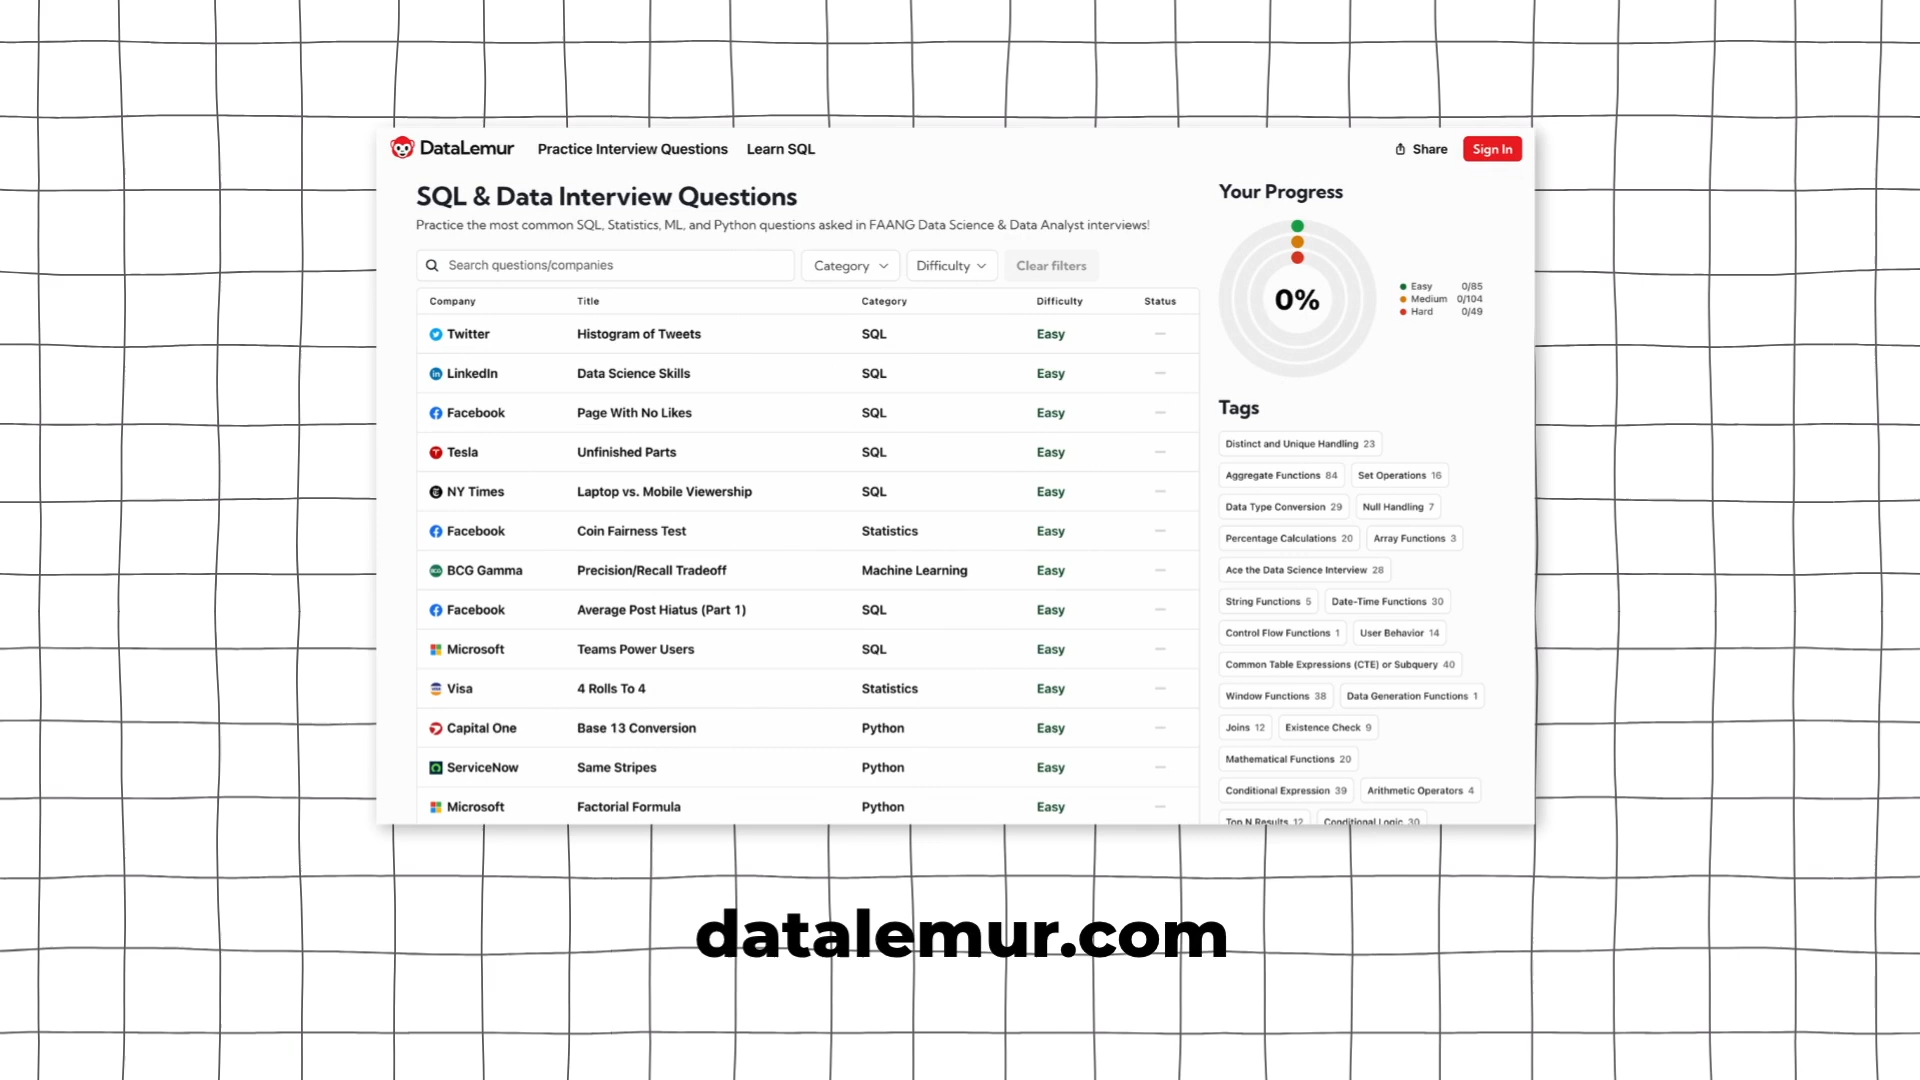 DataLemur Practice Interview Questions Learn SQL Share Sign In
SQL & Data Interview Questions
Practice the most common SQL, Statistics, ML, and Python questions asked in FAANG Data Science & Data Analyst interviews!
Search questions/companies Category Difficulty Clear filters
Company Title Category Difficulty Status
Twitter Histogram of Tweets SQL Easy —
LinkedIn Data Science Skills SQL Easy —
Facebook Page With No Likes SQL Easy —
Tesla Unfinished Parts SQL Easy —
NY Times Laptop vs. Mobile Viewership SQL Easy —
Facebook Coin Fairness Test Statistics Easy —
BCG Gamma Precision/Recall Tradeoff Machine Learning Easy —
Facebook Average Post Hiatus (Part 1) SQL Easy —
Microsoft Teams Power Users SQL Easy —
Visa 4 Rolls To 4 Statistics Easy —
Capital One Base 13 Conversion Python Easy —
ServiceNow Same Stripes Python Easy —
Microsoft Factorial Formula Python Easy —
Your Progress
0%
Easy 0/85
Medium 0/104
Hard 0/49
Tags
Distinct and Unique Handling 23
Aggregate Functions 84 Set Operations 16
Data Type Conversion 29 Null Handling 7
Percentage Calculations 20 Array Functions 3
Ace the Data Science Interview 28
String Functions 5 Date-Time Functions 30
Control Flow Functions 1 User Behavior 14
Common Table Expressions (CTE) or Subquery 40
Window Functions 38 Data Generation Functions 1
Joins 12 Existence Check 9
Mathematical Functions 20
Conditional Expression 39 Arithmetic Operators 4
Top N Results 12 Conditional Logic 30
datalemur.com